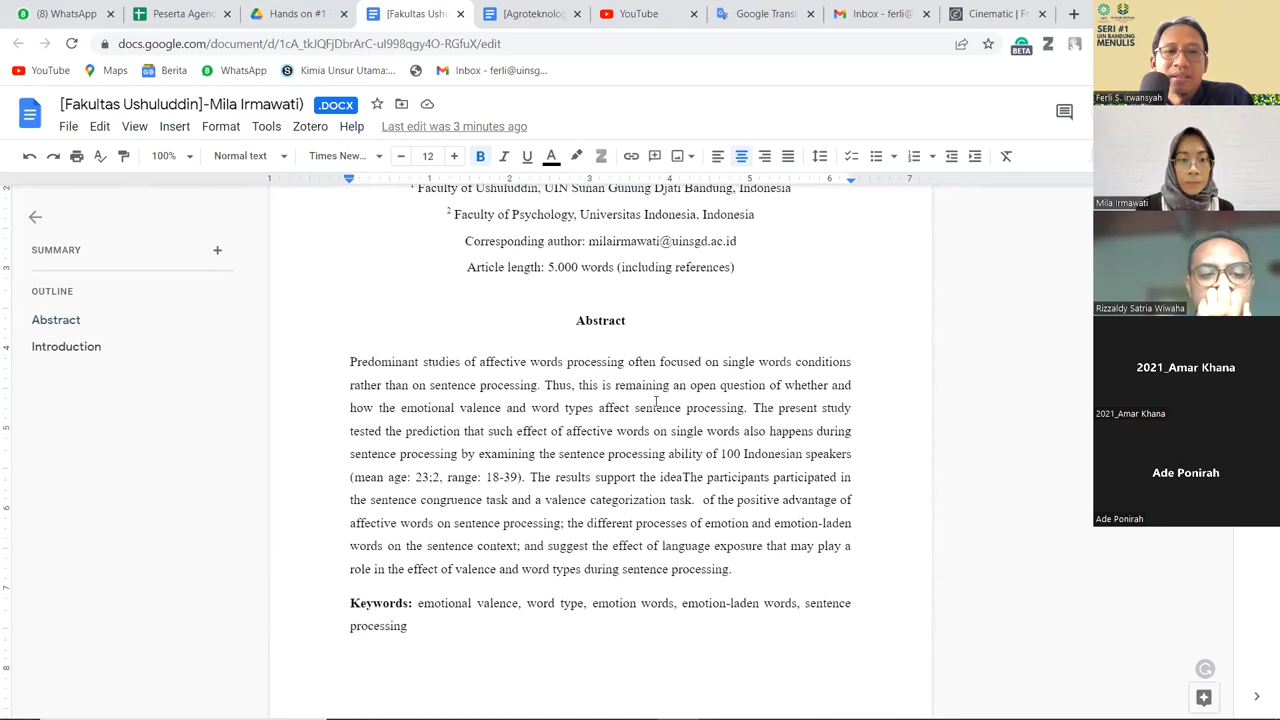 Peserta Agend
Hands on #1
[Fakultas Ushu
[Agroteknolog
YouTube
Google Trans
Inbox - ferli@
Cinematic | Fr
docs.google.com/document/d/
/edit
BETA
YouTube
Maps
Berita
WhatsApp
Kimia Unsur Utama:...
Inbox - ferli@uinsg...
[Fakultas Ushuluddin]-Mila Irmawati)
.DOCX
File
Edit
View
Insert
Format
Tools
Zotero
Help
Last edit was 3 minutes ago
100%
Normal text
Times New...
12
SUMMARY
OUTLINE
Abstract
Introduction
1 Faculty of Ushuluddin, UIN Sunan Gunung Djati Bandung, Indonesia
2 Faculty of Psychology, Universitas Indonesia, Indonesia
Corresponding author: milairmawati@uinsgd.ac.id
Article length: 5.000 words (including references)
Abstract
Predominant studies of affective words processing often focused on single words conditions
rather than on sentence processing. Thus, this is remaining an open question of whether and
how the emotional valence and word types affect sentence processing. The present study
tested the prediction that such effect of affective words on single words also happens during
sentence processing by examining the sentence processing ability of 100 Indonesian speakers
(mean age: 23;2, range: 18-39). The results support the ideaThe participants participated in
the sentence congruence task and a valence categorization task.  of the positive advantage of
affective words on sentence processing; the different processes of emotion and emotion-laden
words on the sentence context; and suggest the effect of language exposure that may play a
role in the effect of valence and word types during sentence processing.
Keywords: emotional valence, word type, emotion words, emotion-laden words, sentence
processing
SERI #1
UIN BANDUNG
MENULIS
Ferli S. Irwansyah
Mila Irmawati
Rizzaldy Satria Wiwaha
2021_Amar Khana
2021_Amar Khana
Ade Ponirah
Ade Ponirah